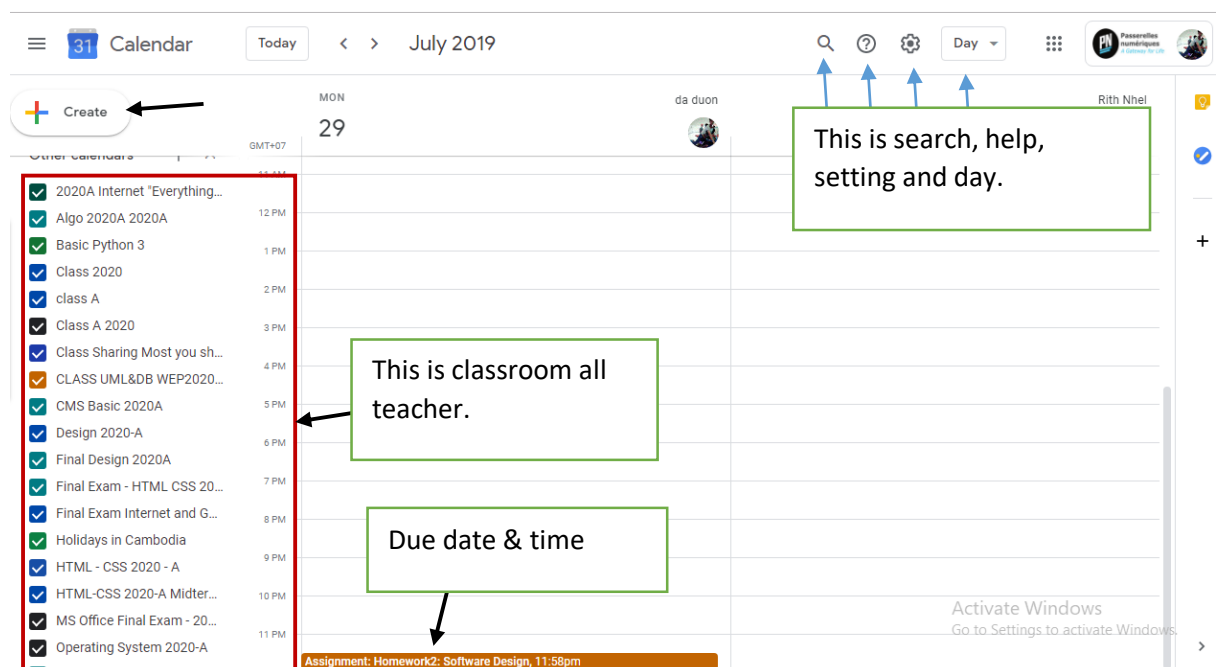 31 Calendar Today July 2019 Day PN Passerelles numériques A Gateway for Life
Create
MON da duon Rith Nhel
29
GMT+07
Other calendars
11 AM
This is search, help,
setting and day.
2020A Internet "Everything...
Algo 2020A 2020A 12 PM
Basic Python 3 1 PM
Class 2020
class A 2 PM
Class A 2020 3 PM
Class Sharing Most you sh...
CLASS UML&DB WEP2020... 4 PM
This is classroom all
teacher.
CMS Basic 2020A 5 PM
Design 2020-A 6 PM
Final Design 2020A
Final Exam - HTML CSS 20... 7 PM
Final Exam Internet and G... 8 PM
Due date & time
Holidays in Cambodia
HTML - CSS 2020 - A 9 PM
HTML-CSS 2020-A Midter... 10 PM
MS Office Final Exam - 20... 11 PM
Operating System 2020-A
Activate Windows
Go to Settings to activate Windows.
Assignment: Homework2: Software Design, 11:58pm